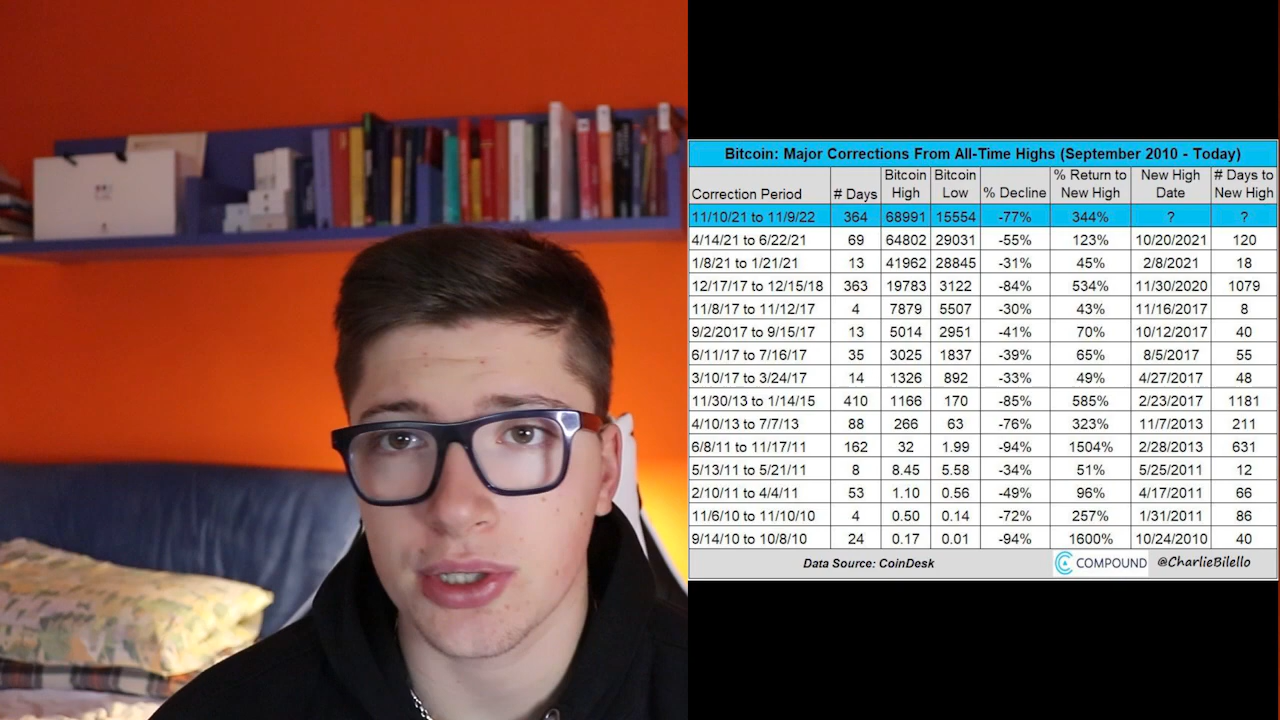 Bitcoin: Major Corrections From All-Time Highs (September 2010 - Today)
Correction Period # Days Bitcoin High Bitcoin Low % Decline % Return to New High New High Date # Days to New High
11/10/21 to 11/9/22 364 68991 15554 -77% 344% ? ?
4/14/21 to 6/22/21 69 64802 29031 -55% 123% 10/20/2021 120
1/8/21 to 1/21/21 13 41962 28845 -31% 45% 2/8/2021 18
12/17/17 to 12/15/18 363 19783 3122 -84% 534% 11/30/2020 1079
11/8/17 to 11/12/17 4 7879 5507 -30% 43% 11/16/2017 8
9/2/2017 to 9/15/17 13 5014 2951 -41% 70% 10/12/2017 40
6/11/17 to 7/16/17 35 3025 1837 -39% 65% 8/5/2017 55
3/10/17 to 3/24/17 14 1326 892 -33% 49% 4/27/2017 48
11/30/13 to 1/14/15 410 1166 170 -85% 585% 2/23/2017 1181
4/10/13 to 7/7/13 88 266 63 -76% 323% 11/7/2013 211
6/8/11 to 11/17/11 162 32 1.99 -94% 1504% 2/28/2013 631
5/13/11 to 5/21/11 8 8.45 5.58 -34% 51% 5/25/2011 12
2/10/11 to 4/4/11 53 1.10 0.56 -49% 96% 4/17/2011 66
11/6/10 to 11/10/10 4 0.50 0.14 -72% 257% 1/31/2011 86
9/14/10 to 10/8/10 24 0.17 0.01 -94% 1600% 10/24/2010 40
Data Source: CoinDesk COMPOUND @CharlieBilello